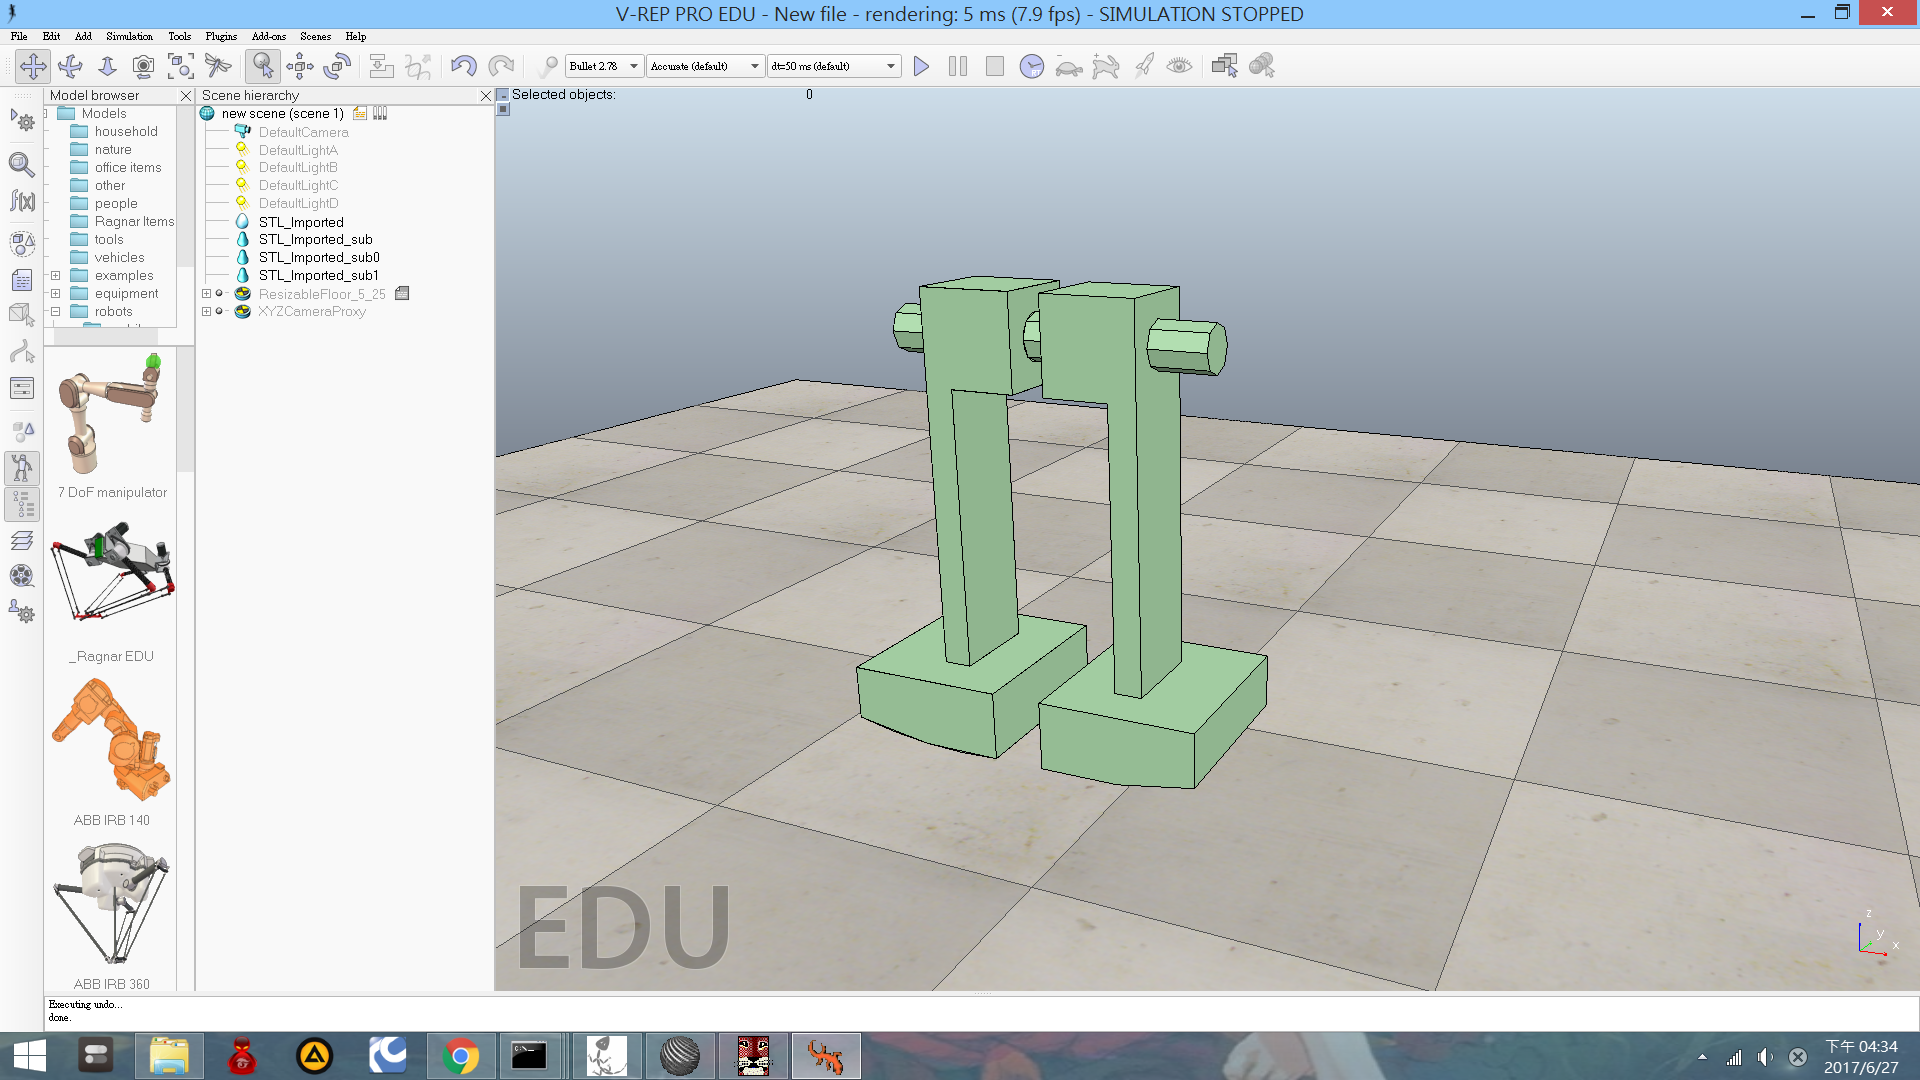 V-REP PRO EDU - New file - rendering: 5 ms (7.9 fps) - SIMULATION STOPPED
File Edit Add Simulation Tools Plugins Add-ons Scenes Help
Bullet 2.78 Accurate (default) dt=50 ms (default)
Model browser
Models
household
nature
office items
other
people
Ragnar Items
tools
vehicles
examples
equipment
robots
7 DoF manipulator
_Ragnar EDU
ABB IRB 140
ABB IRB 360
Scene hierarchy
new scene (scene 1)
DefaultCamera
DefaultLightA
DefaultLightB
DefaultLightC
DefaultLightD
STL_Imported
STL_Imported_sub
STL_Imported_sub0
STL_Imported_sub1
ResizableFloor_5_25
XYZCameraProxy
Selected objects: 0
f(x)
EDU
z
y
x
Executing undo...
done.
下午 04:34
2017/6/27